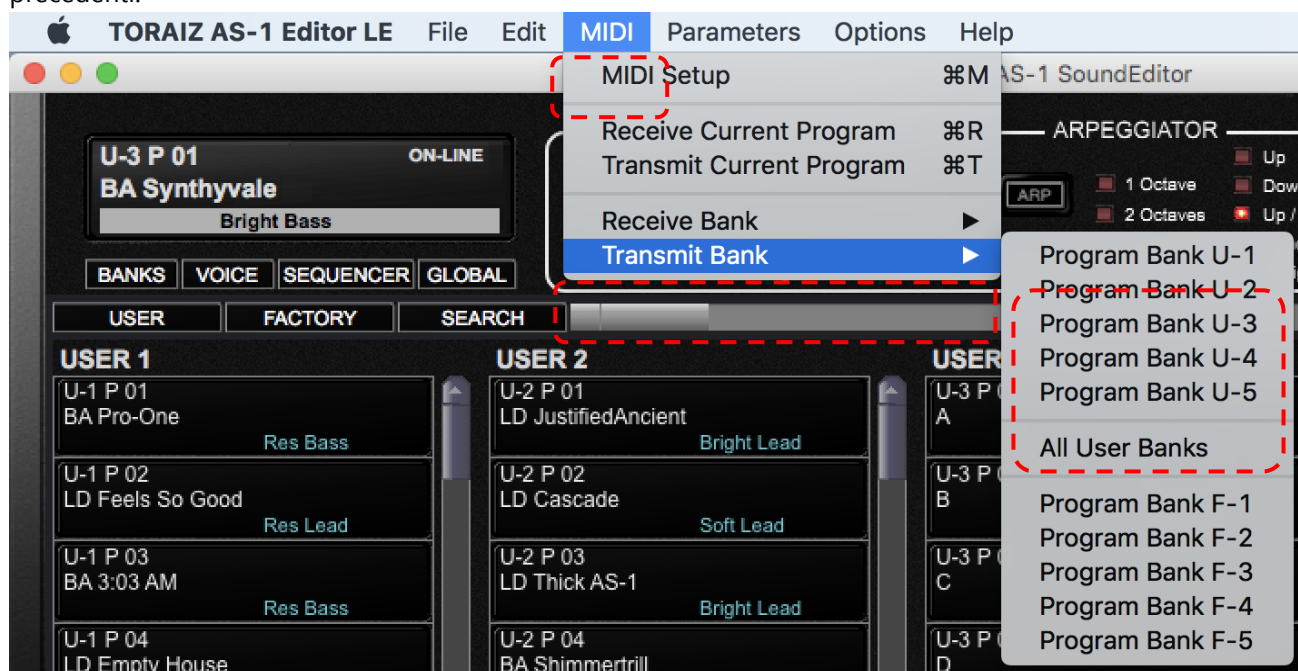 precedenti.
TORAIZ AS-1 Editor LE File Edit MIDI Parameters Options Help
MIDI Setup ⌘M
AS-1 SoundEditor
Receive Current Program ⌘R
Transmit Current Program ⌘T
Receive Bank ▶
Transmit Bank ▶
U-3 P 01 ON-LINE
BA Synthyvale
Bright Bass
BANKS VOICE SEQUENCER GLOBAL
ARPEGGIATOR
ARP
1 Octave
2 Octaves
Up
Dow
Up /
USER FACTORY SEARCH
Program Bank U-1
Program Bank U-2
Program Bank U-3
Program Bank U-4
Program Bank U-5
All User Banks
Program Bank F-1
Program Bank F-2
Program Bank F-3
Program Bank F-4
Program Bank F-5
USER 1
U-1 P 01
BA Pro-One
Res Bass
U-1 P 02
LD Feels So Good
Res Lead
U-1 P 03
BA 3:03 AM
Res Bass
U-1 P 04
LD Empty House
USER 2
U-2 P 01
LD JustifiedAncient
Bright Lead
U-2 P 02
LD Cascade
Soft Lead
U-2 P 03
LD Thick AS-1
Bright Lead
U-2 P 04
BA Shimmertrill
USER
U-3 P
A
U-3 P
B
U-3 P
C
U-3 P
D